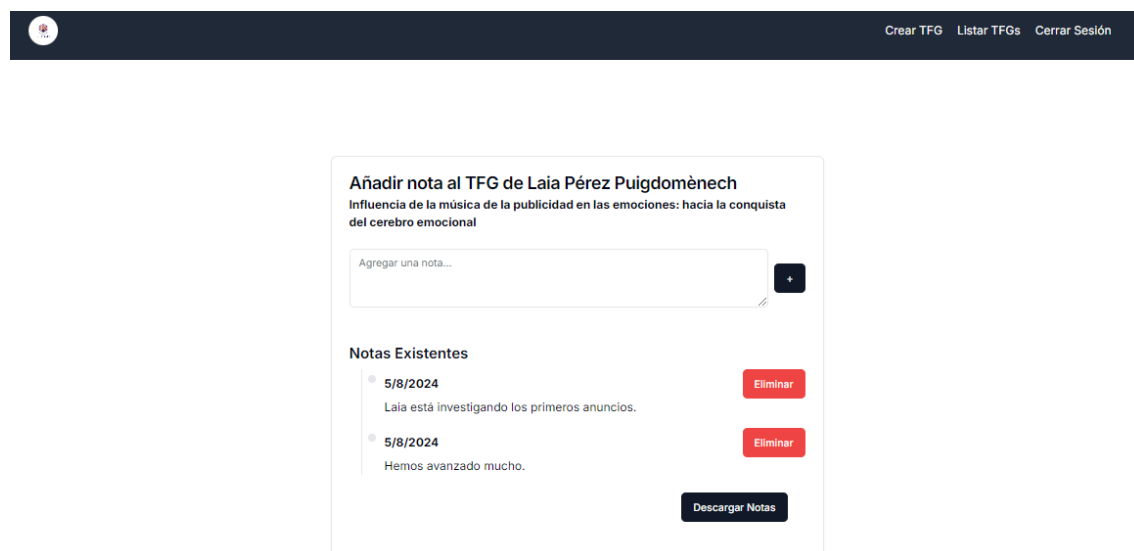 Crear TFG Listar TFGs Cerrar Sesión
Añadir nota al TFG de Laia Pérez Puigdomènech
Influencia de la música de la publicidad en las emociones: hacia la conquista
del cerebro emocional
Agregar una nota...
+
Notas Existentes
5/8/2024 Eliminar
Laia está investigando los primeros anuncios.
5/8/2024 Eliminar
Hemos avanzado mucho.
Descargar Notas